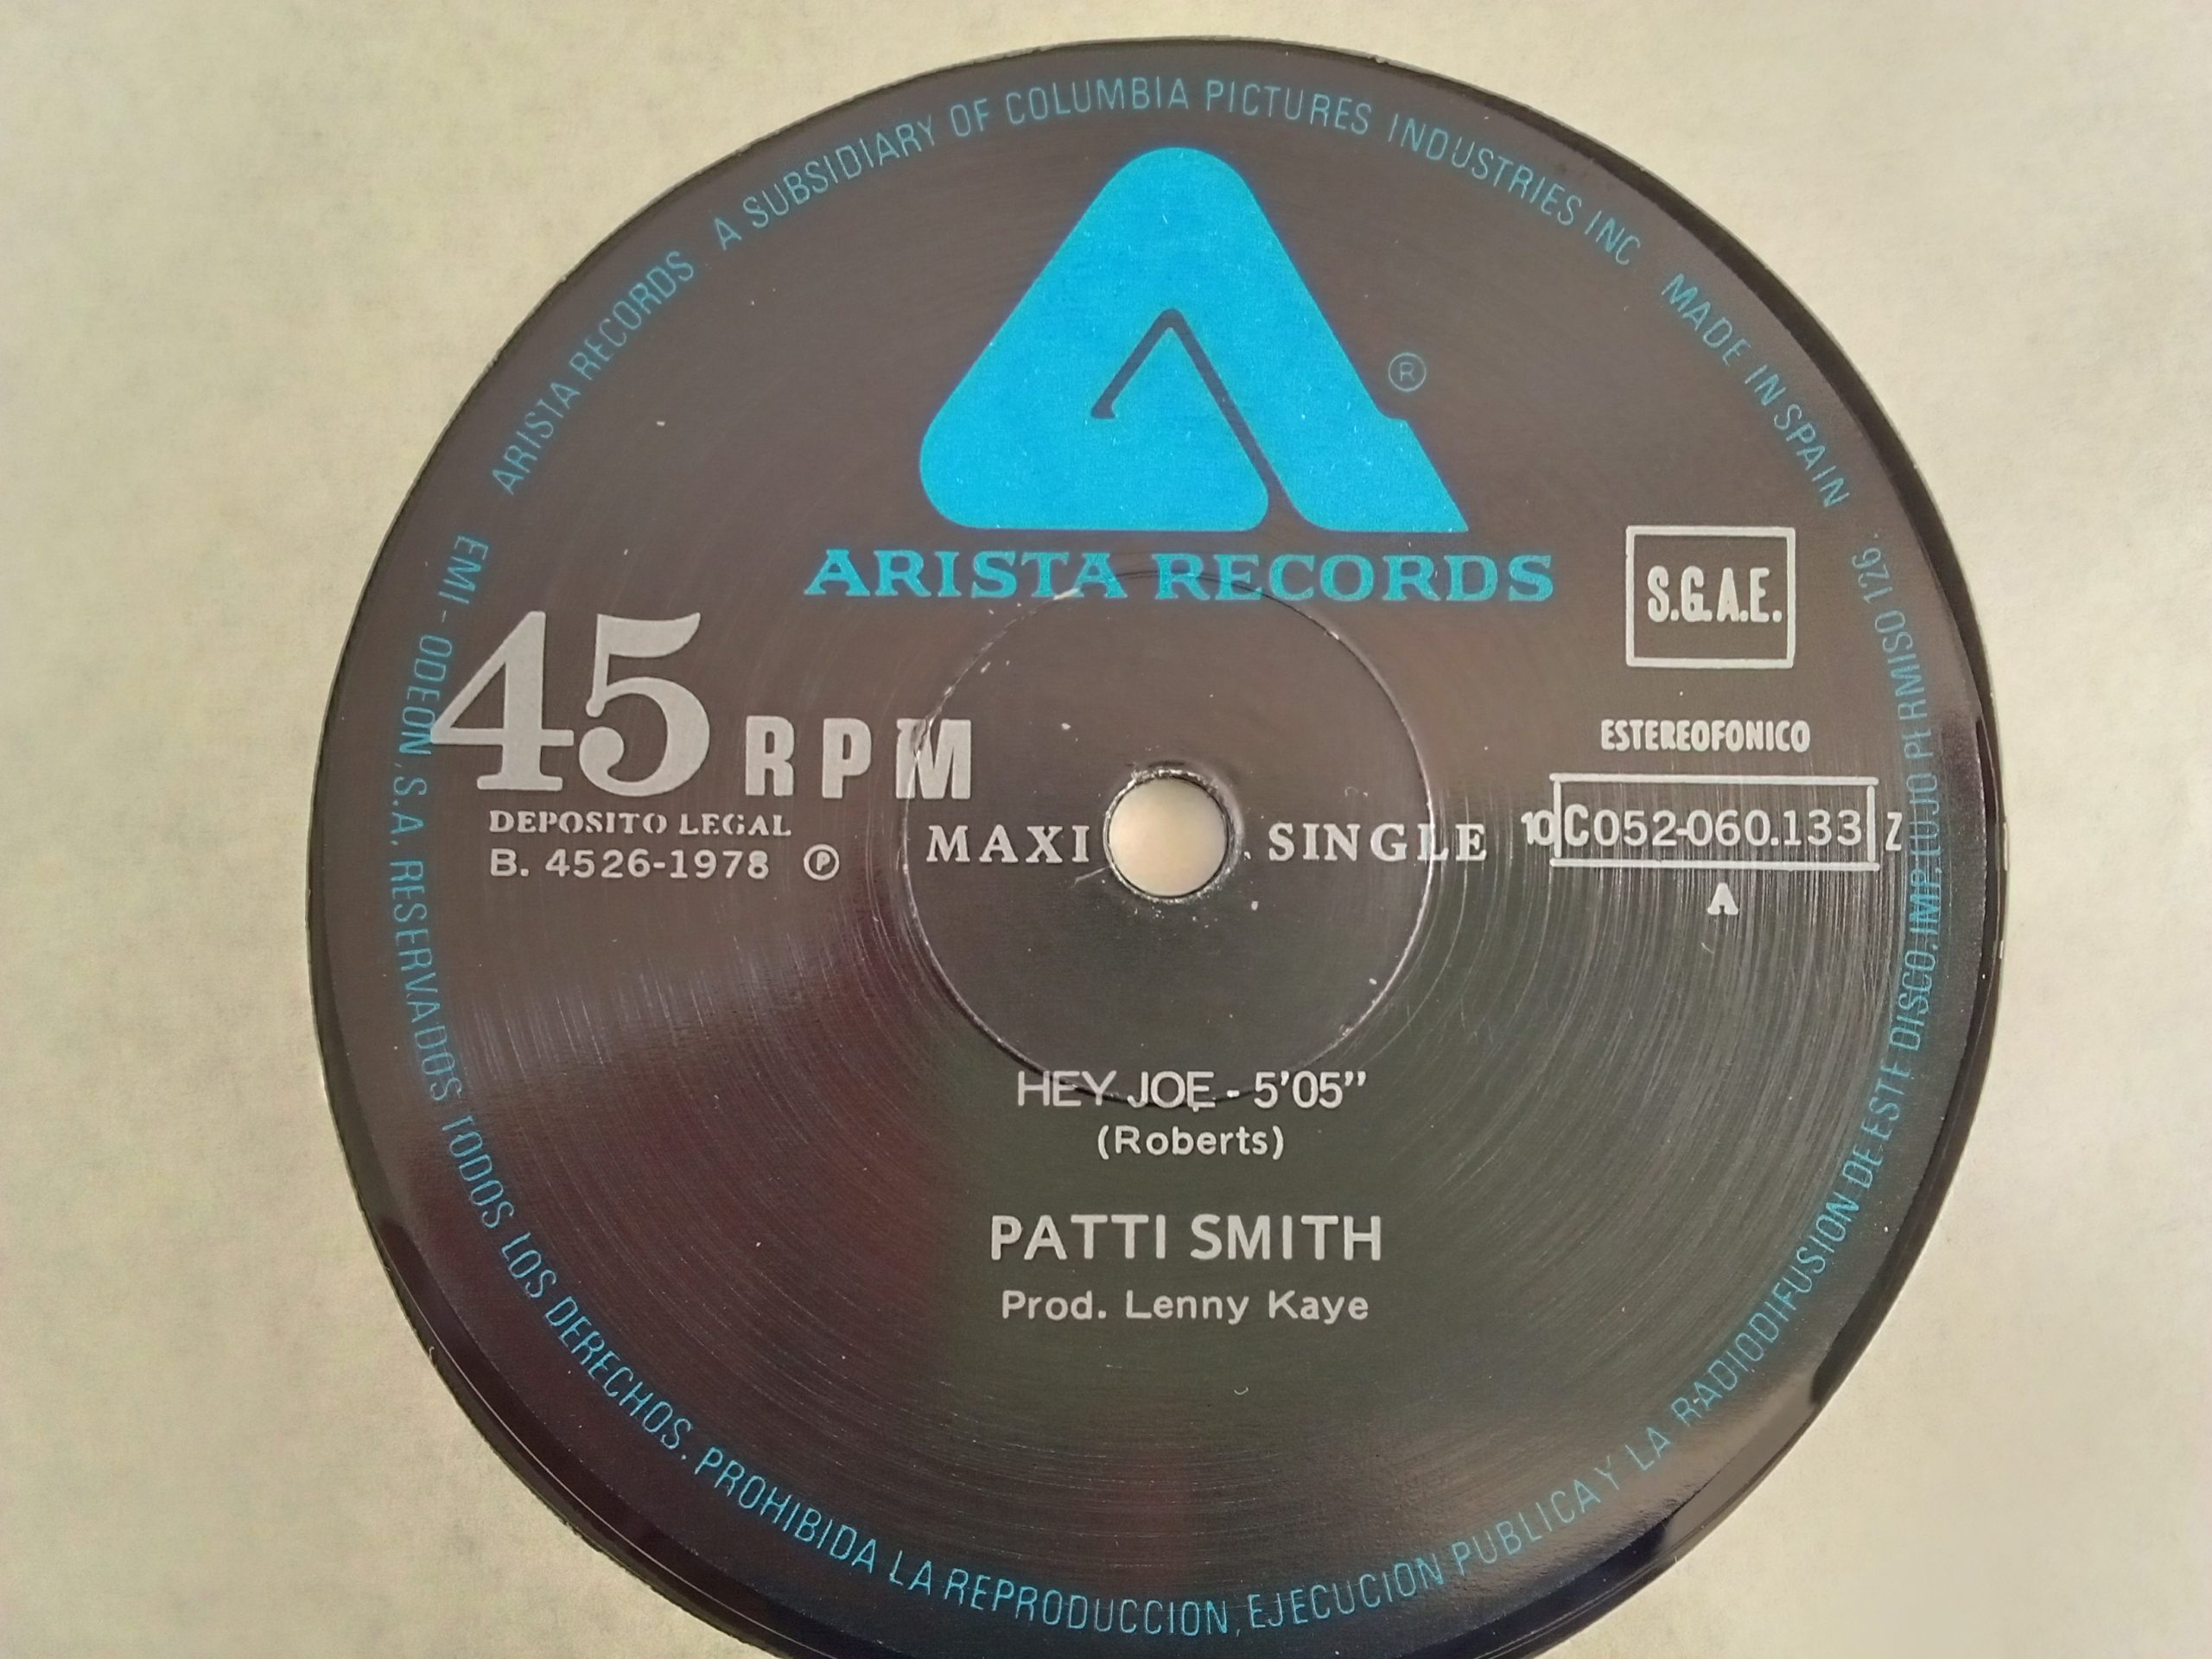 ARISTA RECORDS A SUBSIDIARY OF COLUMBIA PICTURES INDUSTRIES INC MADE IN SPAIN
®
ARISTA RECORDS
S.G.A.E.
45 RPM
ESTEREOFONICO
DEPOSITO LEGAL
B. 4526-1978 ℗
MAXI SINGLE
10C052-060.133 Z
A
HEY JOE - 5'05"
(Roberts)
PATTI SMITH
Prod. Lenny Kaye
EMI - ODEON, S.A. RESERVADOS TODOS LOS DERECHOS. PROHIBIDA LA REPRODUCCION, EJECUCION PUBLICA Y LA RADIODIFUSION DE ESTE DISCO. PERMISO 126.